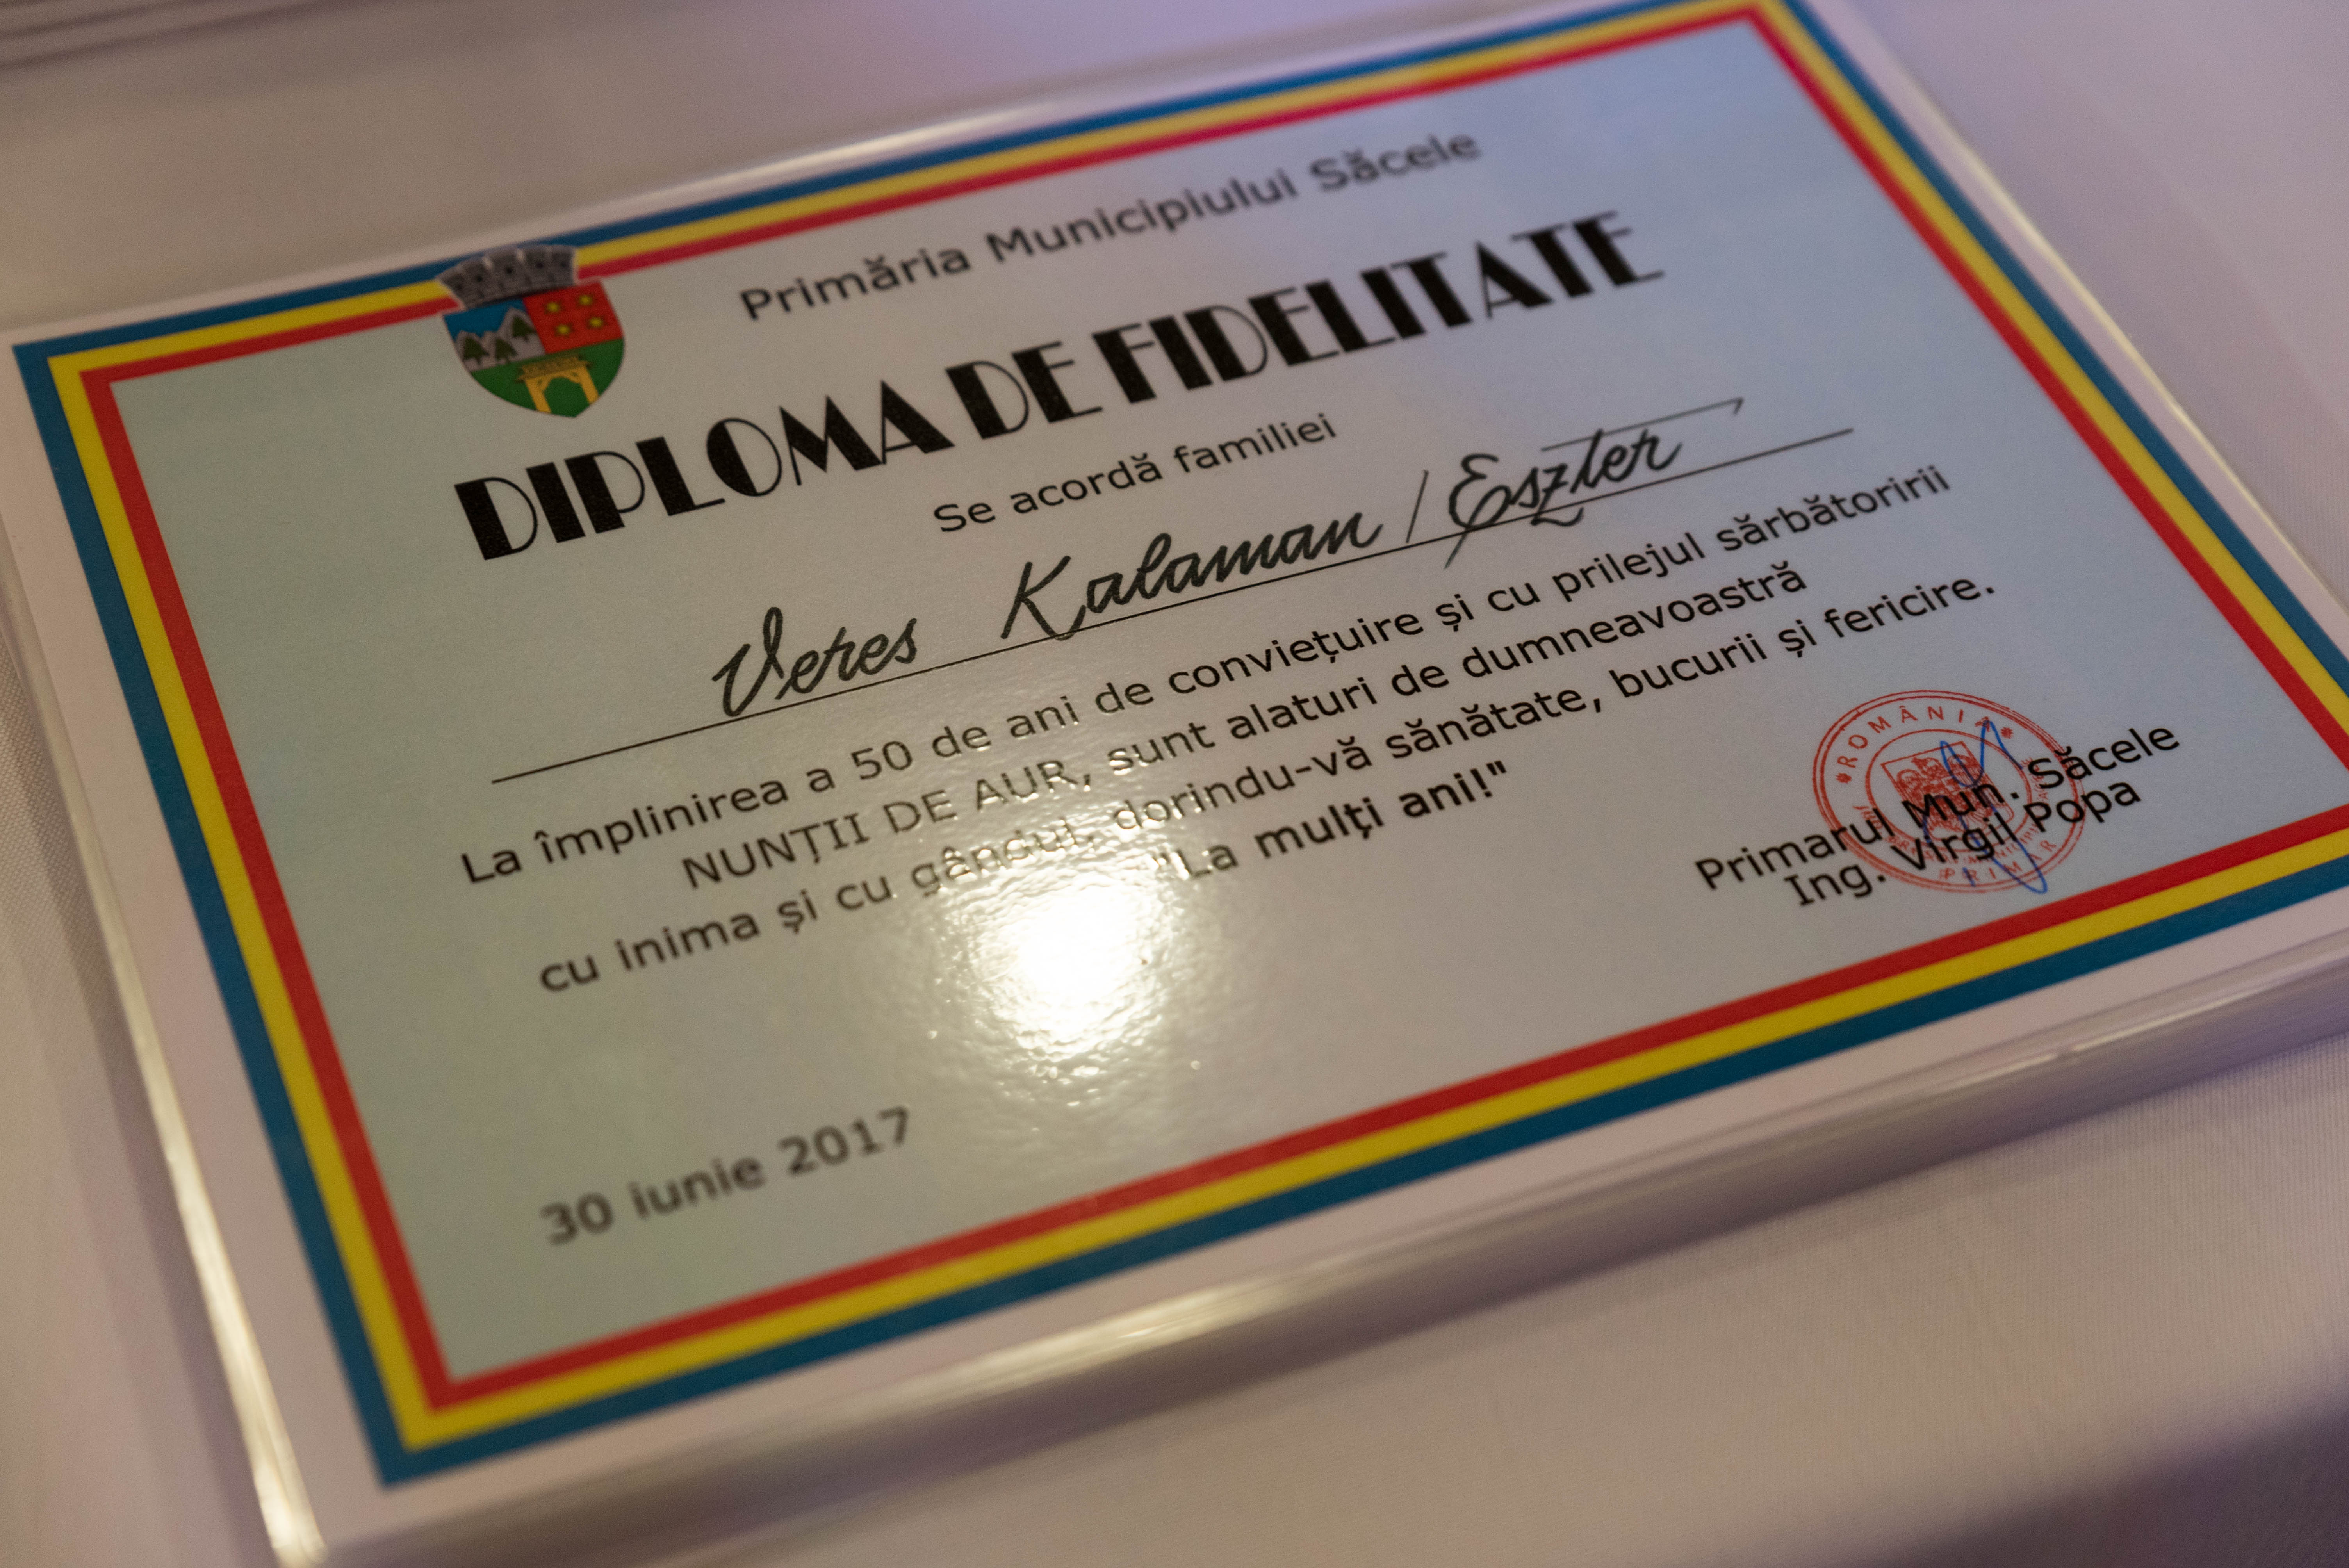 Primăria Municipiului Săcele
DIPLOMA DE FIDELITATE
Se acordă familiei
Veres Kalaman / Eszter
La împlinirea a 50 de ani de conviețuire și cu prilejul sărbătoririi
NUNȚII DE AUR, sunt alaturi de dumneavoastră
cu inima și cu gândul, dorindu-vă sănătate, bucurii și fericire.
"La mulți ani!"
Primarul Mun. Săcele
Ing. Virgil Popa
ROMÂNIA
PRIMAR
30 iunie 2017